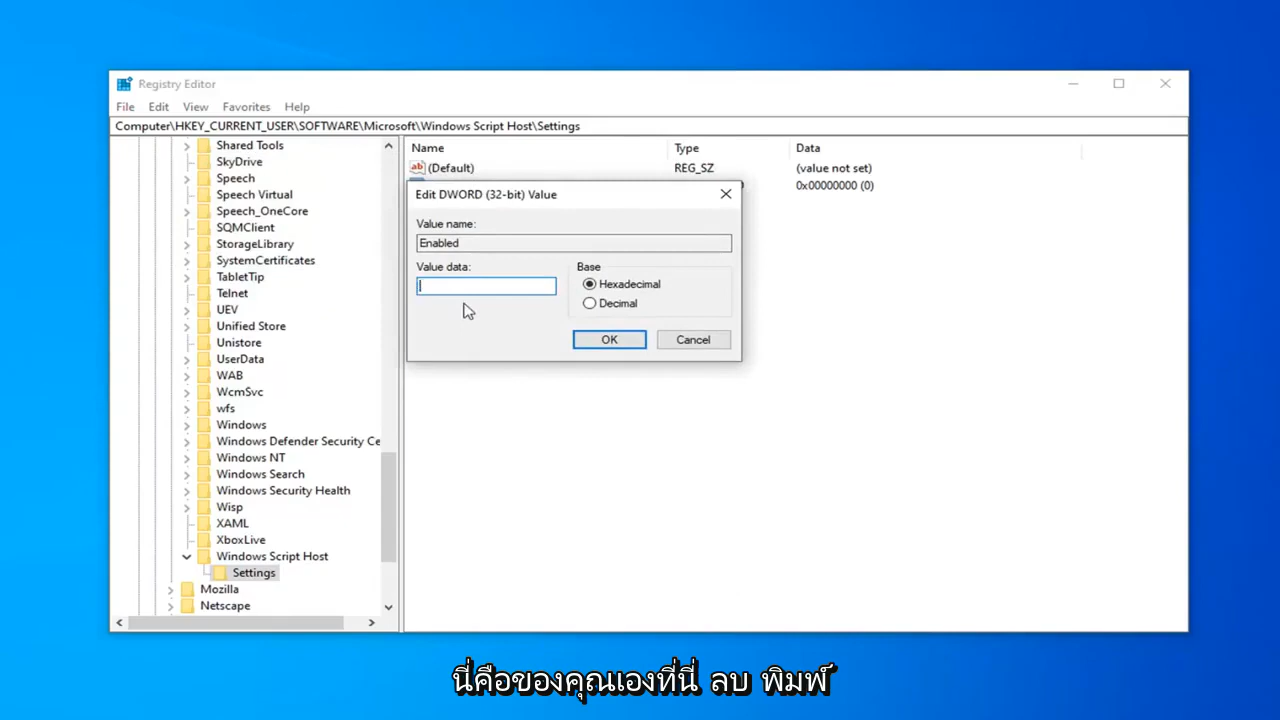 Registry Editor
File Edit View Favorites Help
Computer\HKEY_CURRENT_USER\SOFTWARE\Microsoft\Windows Script Host\Settings
Shared Tools
SkyDrive
Speech
Speech Virtual
Speech_OneCore
SQMClient
StorageLibrary
SystemCertificates
TabletTip
Telnet
UEV
Unified Store
Unistore
UserData
WAB
WcmSvc
wfs
Windows
Windows Defender Security Ce
Windows NT
Windows Search
Windows Security Health
Wisp
XAML
XboxLive
Windows Script Host
Settings
Mozilla
Netscape
Name Type Data
ab (Default) REG_SZ (value not set)
0x00000000 (0)
Edit DWORD (32-bit) Value
Value name:
Enabled
Value data:
Base
Hexadecimal
Decimal
OK Cancel
นี่คือของคุณเองที่นี่ ลบ พิมพ์